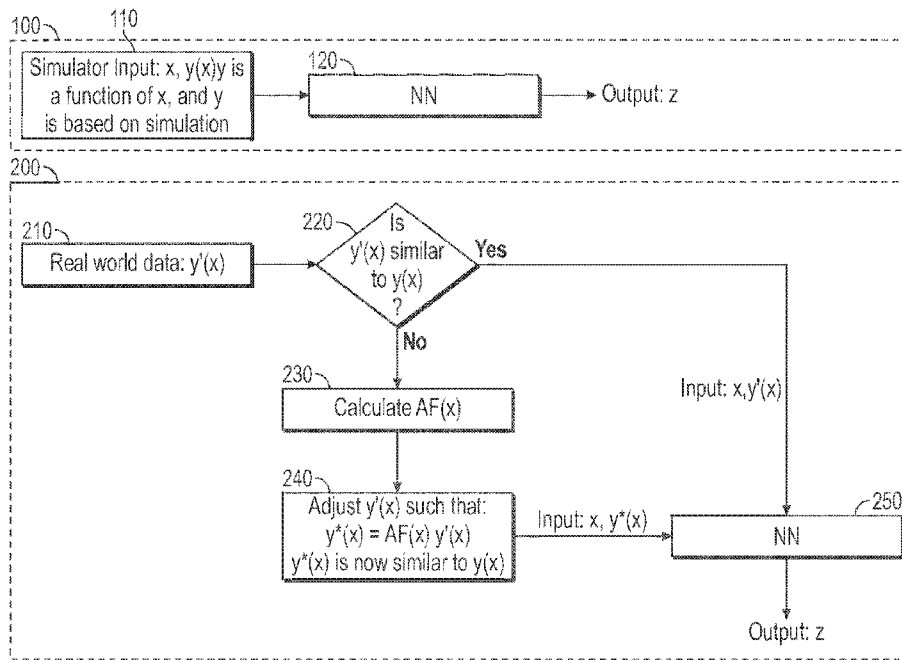 100
110
Simulator Input: x, y(x)y is
a function of x, and y
is based on simulation
120
NN
Output: z
200
210
Real world data: y'(x)
220
Is
y'(x) similar
to y(x)
?
Yes
No
230
Calculate AF(x)
Input: x,y'(x)
240
Adjust y'(x) such that:
y*(x) = AF(x) y'(x)
y*(x) is now similar to y(x)
Input: x, y*(x)
250
NN
Output: z